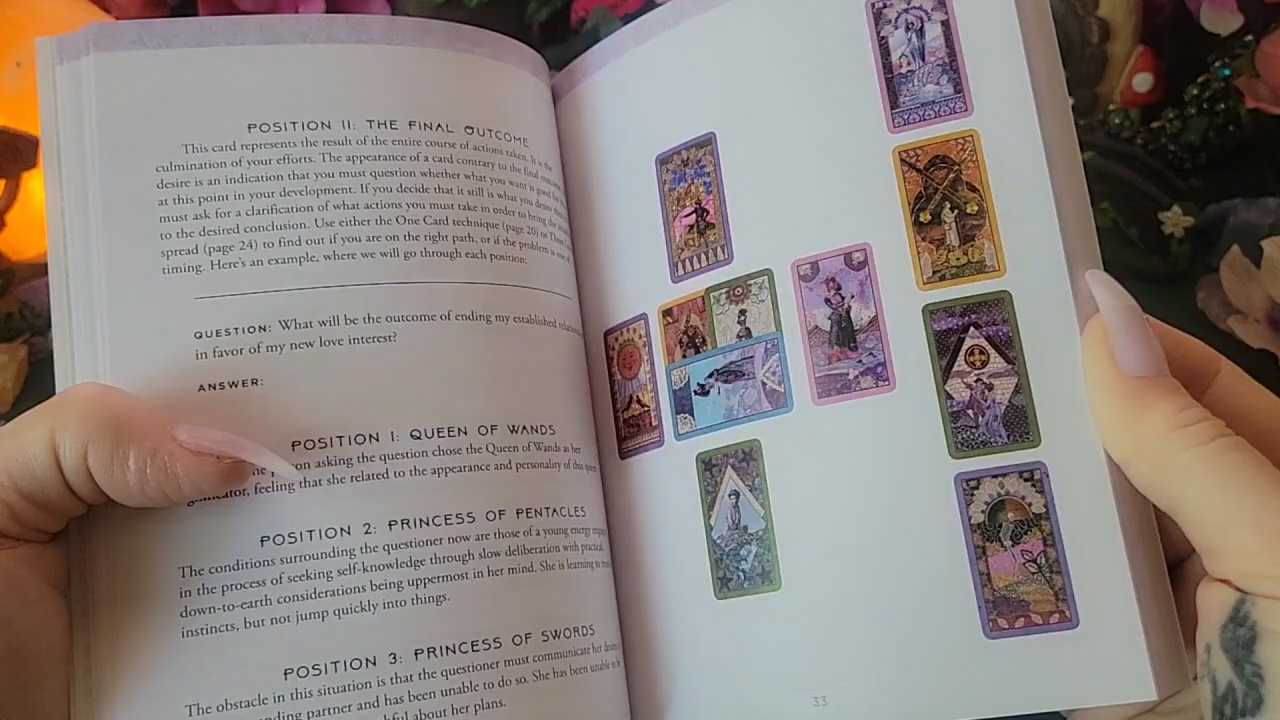 POSITION 11: THE FINAL OUTCOME
This card represents the result of the entire course of actions taken. It is the
culmination of your efforts. The appearance of a card contrary to the final
desire is an indication that you must question whether what you want is good for
at this point in your development. If you decide that it still is what you desire
must ask for a clarification of what actions you must take in order to bring the
to the desired conclusion. Use either the One Card technique (page 20) or
spread (page 24) to find out if you are on the right path, or if the problem is
timing. Here's an example, where we will go through each position:
QUESTION: What will be the outcome of ending my established
in favor of my new love interest?
ANSWER:
POSITION 1: QUEEN OF WANDS
asking the question chose the Queen of Wands as her
feeling that she related to the appearance and personality of this
POSITION 2: PRINCESS OF PENTACLES
The conditions surrounding the questioner now are those of a young energy
in the process of seeking self-knowledge through slow deliberation with practical,
down-to-earth considerations being uppermost in her mind. She is learning to
instincts, but not jump quickly into things.
POSITION 3: PRINCESS OF SWORDS
The obstacle in this situation is that the questioner must communicate her
partner and has been unable to do so. She has been unable to
about her plans.
33